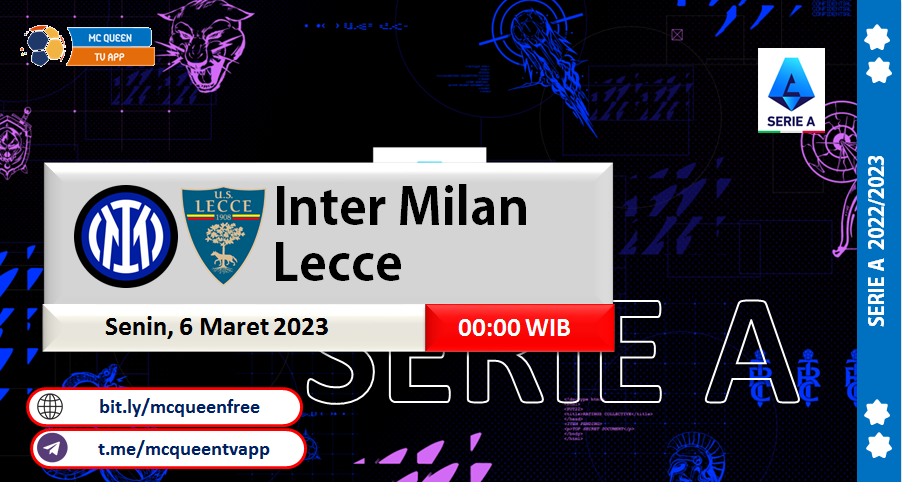 MC QUEEN
TV APP
SERIE A
U.S.
LECCE
1908
Inter Milan
Lecce
Senin, 6 Maret 2023
00:00 WIB
SERIE A
bit.ly/mcqueenfree
t.me/mcqueentvapp
SERIE A 2022/2023